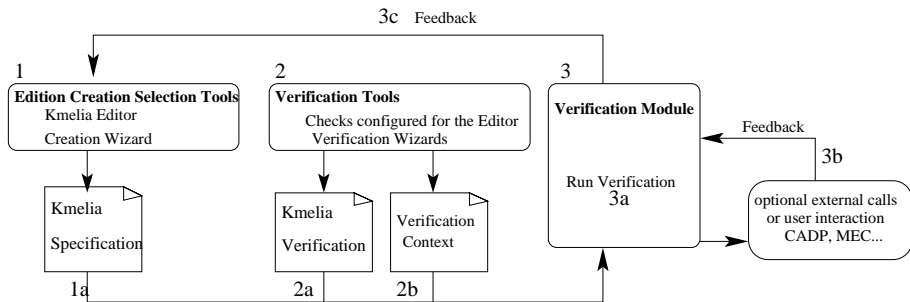 3c Feedback
1
Edition Creation Selection Tools
Kmelia Editor
Creation Wizard
2
Verification Tools
Checks configured for the Editor
Verification Wizards
3
Verification Module
Run Verification
3a
Feedback
3b
optional external calls
or user interaction
CADP, MEC...
Kmelia
Specification
1a
Kmelia
Verification
2a
Verification
Context
2b